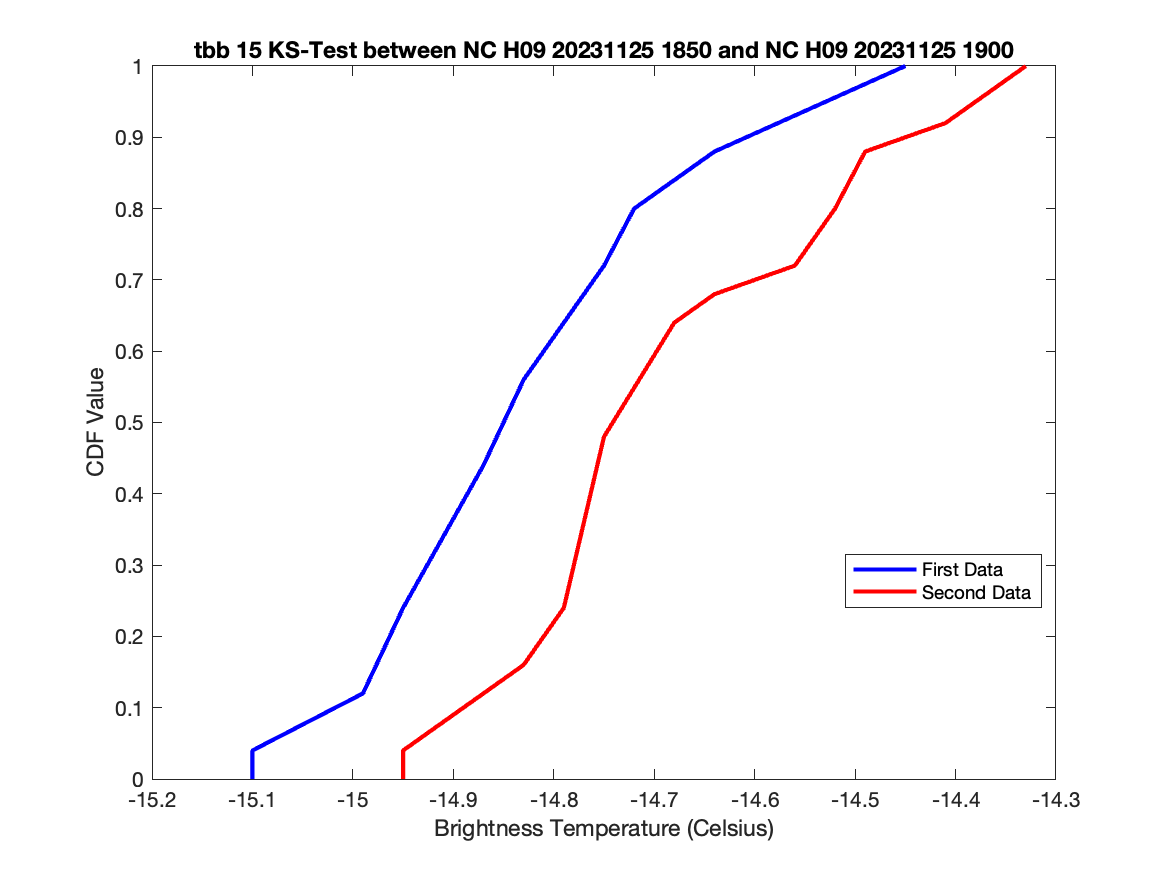 tbb 15 KS-Test between NC H09 20231125 1850 and NC H09 20231125 1900
1
0.9
0.8
0.7
0.6
0.5
0.4
0.3
0.2
0.1
0
CDF Value
First Data
Second Data
-15.2 -15.1 -15 -14.9 -14.8 -14.7 -14.6 -14.5 -14.4 -14.3
Brightness Temperature (Celsius)